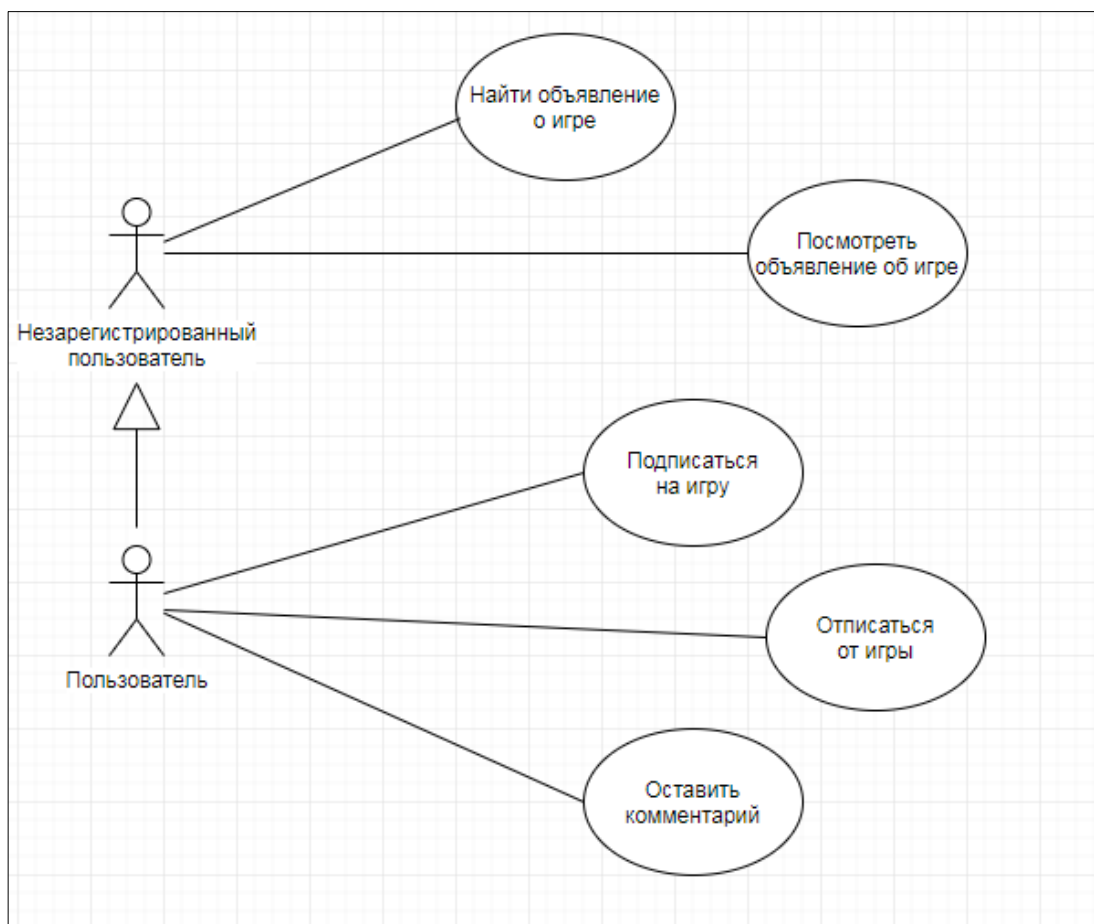 Найти объявление
о игре
Посмотреть
объявление об игре
Незарегистрированный
пользователь
Подписаться
на игру
Отписаться
от игры
Пользователь
Оставить
комментарий